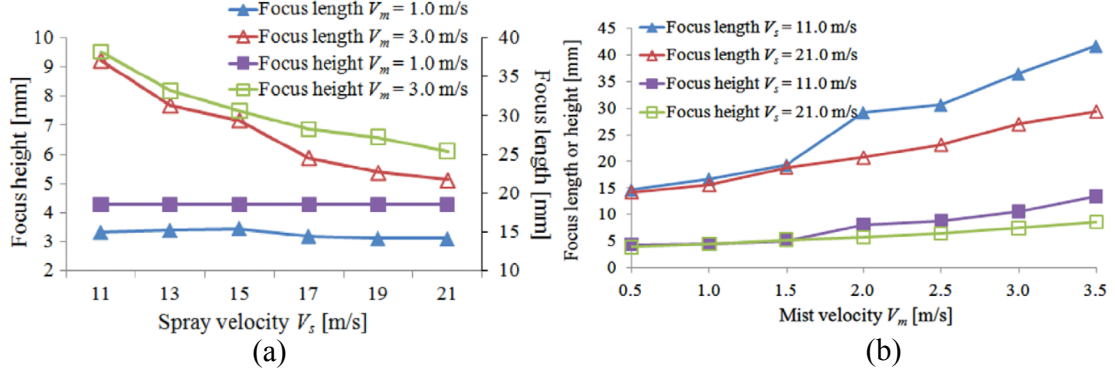 Focus length Vm = 1.0 m/s
Focus length Vm = 3.0 m/s
Focus height Vm = 1.0 m/s
Focus height Vm = 3.0 m/s
Focus height [mm]
10
9
8
7
6
5
4
3
2
40
35
30
25
20
15
10
Focus length [mm]
11 13 15 17 19 21
Spray velocity Vs [m/s]
(a)
Focus length Vs = 11.0 m/s
Focus length Vs = 21.0 m/s
Focus height Vs = 11.0 m/s
Focus height Vs = 21.0 m/s
Focus length or height [mm]
45
40
35
30
25
20
15
10
5
0
0.5 1.0 1.5 2.0 2.5 3.0 3.5
Mist velocity Vm [m/s]
(b)